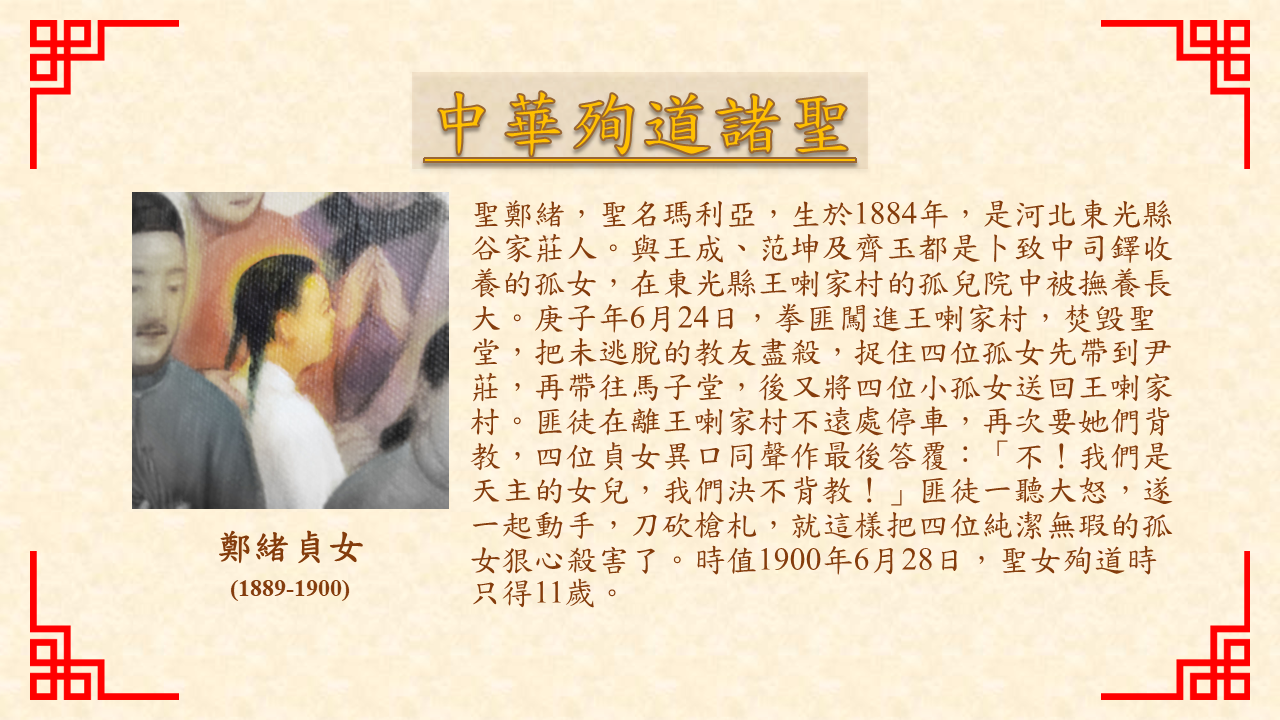 中華殉道諸聖
聖鄭緒，聖名瑪利亞，生於1884年，是河北東光縣
谷家莊人。與王成、范坤及齊玉都是卜致中司鐸收
養的孤女，在東光縣王喇家村的孤兒院中被撫養長
大。庚子年6月24日，拳匪闖進王喇家村，焚毀聖
堂，把未逃脫的教友盡殺，捉住四位孤女先帶到尹
莊，再帶往馬子堂，後又將四位小孤女送回王喇家
村。匪徒在離王喇家村不遠處停車，再次要她們背
教，四位貞女異口同聲作最後答覆：「不！我們是
天主的女兒，我們決不背教！」匪徒一聽大怒，遂
一起動手，刀砍槍札，就這樣把四位純潔無瑕的孤
女狠心殺害了。時值1900年6月28日，聖女殉道時
只得11歲。
鄭緒貞女
(1889-1900)